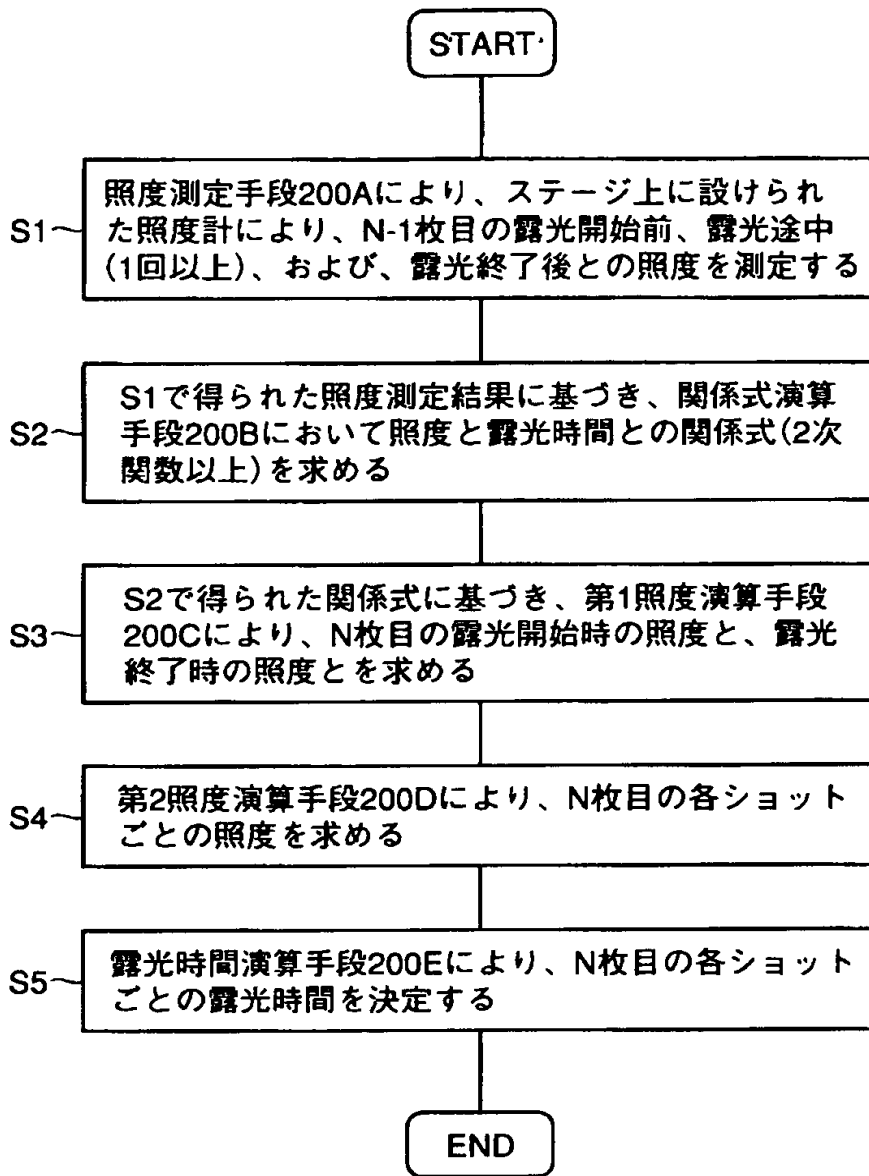 START
S1
照度測定手段200Aにより、ステージ上に設けられ
た照度計により、N-1枚目の露光開始前、露光途中
(1回以上)、および、露光終了後との照度を測定する
S2
S1で得られた照度測定結果に基づき、関係式演算
手段200Bにおいて照度と露光時間との関係式(2次
関数以上)を求める
S3
S2で得られた関係式に基づき、第1照度演算手段
200Cにより、N枚目の露光開始時の照度と、露光
終了時の照度とを求める
S4
第2照度演算手段200Dにより、N枚目の各ショット
ごとの照度を求める
S5
露光時間演算手段200Eにより、N枚目の各ショット
ごとの露光時間を決定する
END